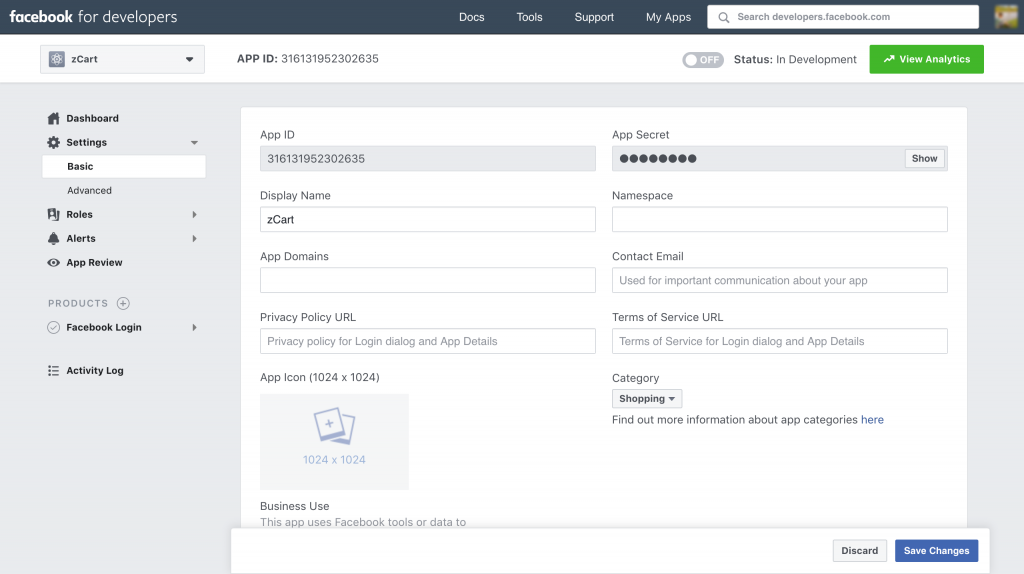 facebook for developers
Docs
Tools
Support
My Apps
Search developers.facebook.com
zCart
APP ID: 316131952302635
OFF
Status: In Development
View Analytics
Dashboard
Settings
Basic
Advanced
Roles
Alerts
App Review
PRODUCTS
Facebook Login
Activity Log
App ID
316131952302635
App Secret
●●●●●●●●
Show
Display Name
zCart
Namespace
App Domains
Contact Email
Used for important communication about your app
Privacy Policy URL
Privacy policy for Login dialog and App Details
Terms of Service URL
Terms of Service for Login dialog and App Details
App Icon (1024 x 1024)
1024 x 1024
Category
Shopping
Find out more information about app categories here
Business Use
This app uses Facebook tools or data to
Discard
Save Changes